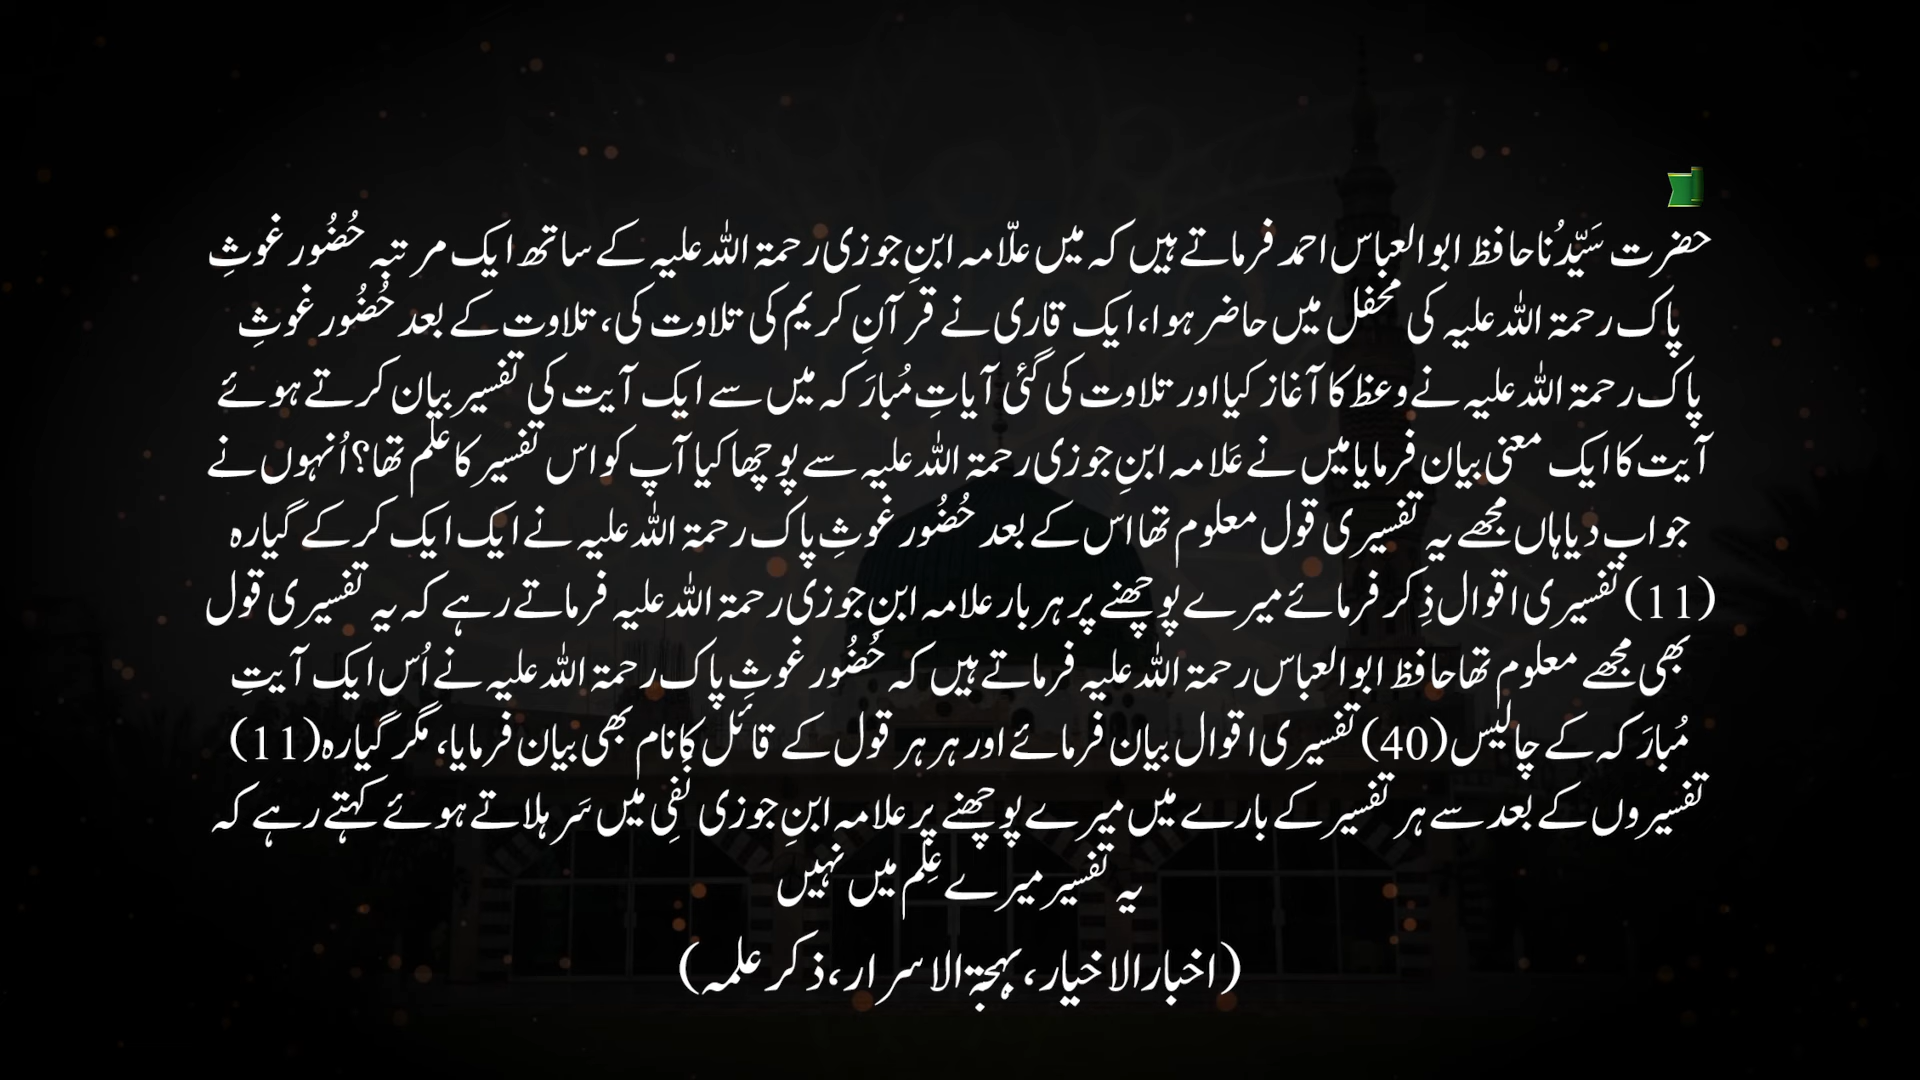 حضرت سَیِّدُنا حافظ ابو العباس احمد فرماتے ہیں کہ میں علّامہ ابنِ جوزی رحمۃ اللہ علیہ کے ساتھ ایک مرتبہ حُضُور غوثِ
پاک رحمۃ اللہ علیہ کی محفل میں حاضر ہوا، ایک قاری نے قرآنِ کریم کی تلاوت کی، تلاوت کے بعد حُضُور غوثِ
پاک رحمۃ اللہ علیہ نے وعظ کا آغاز کیا اور تلاوت کی گئی آیاتِ مُبارَکہ میں سے ایک آیت کی تفسیر بیان کرتے ہوئے
آیت کا ایک معنی بیان فرمایا میں نے عَلامہ ابنِ جوزی رحمۃ اللہ علیہ سے پوچھا کیا آپ کو اس تفسیر کا علم تھا؟ اُنہوں نے
جواب دیا ہاں مجھے یہ تفسیری قول معلوم تھا اس کے بعد حُضُور غوثِ پاک رحمۃ اللہ علیہ نے ایک ایک کرکے گیارہ
(11) تفسیری اقوال ذِکر فرمائے میرے پوچھنے پر ہر بار علامہ ابنِ جوزی رحمۃ اللہ علیہ فرماتے رہے کہ یہ تفسیری قول
بھی مجھے معلوم تھا حافظ ابو العباس رحمۃ اللہ علیہ فرماتے ہیں کہ حُضُور غوثِ پاک رحمۃ اللہ علیہ نے اُس ایک آیتِ
مُبارَکہ کے چالیس (40) تفسیری اقوال بیان فرمائے اور ہر ہر قول کے قائل کا نام بھی بیان فرمایا، مگر گیارہ (11)
تفسیروں کے بعد سے ہر تفسیر کے بارے میں میرے پوچھنے پر علامہ ابنِ جوزی نَفِی میں سَر ہلاتے ہوئے کہتے رہے کہ
یہ تفسیر میرے عِلم میں نہیں
(اخبار الاخیار، بہجۃ الاسرار، ذکر علمہ)